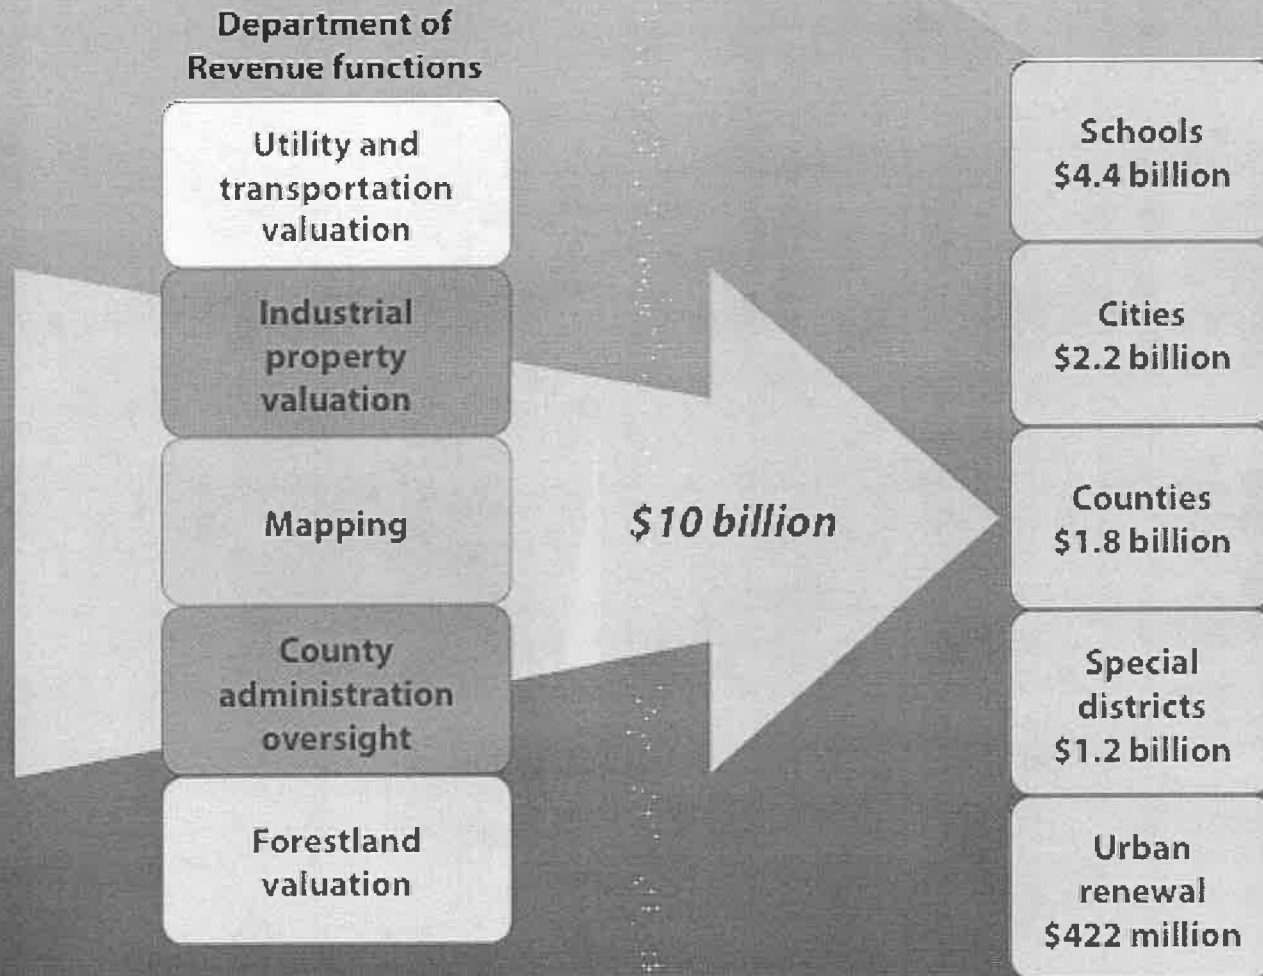 Department of
Revenue functions
Utility and
transportation
valuation
Industrial
property
valuation
Mapping
County
administration
oversight
Forestland
valuation
$10 billion
Schools
$4.4 billion
Cities
$2.2 billion
Counties
$1.8 billion
Special
districts
$1.2 billion
Urban
renewal
$422 million